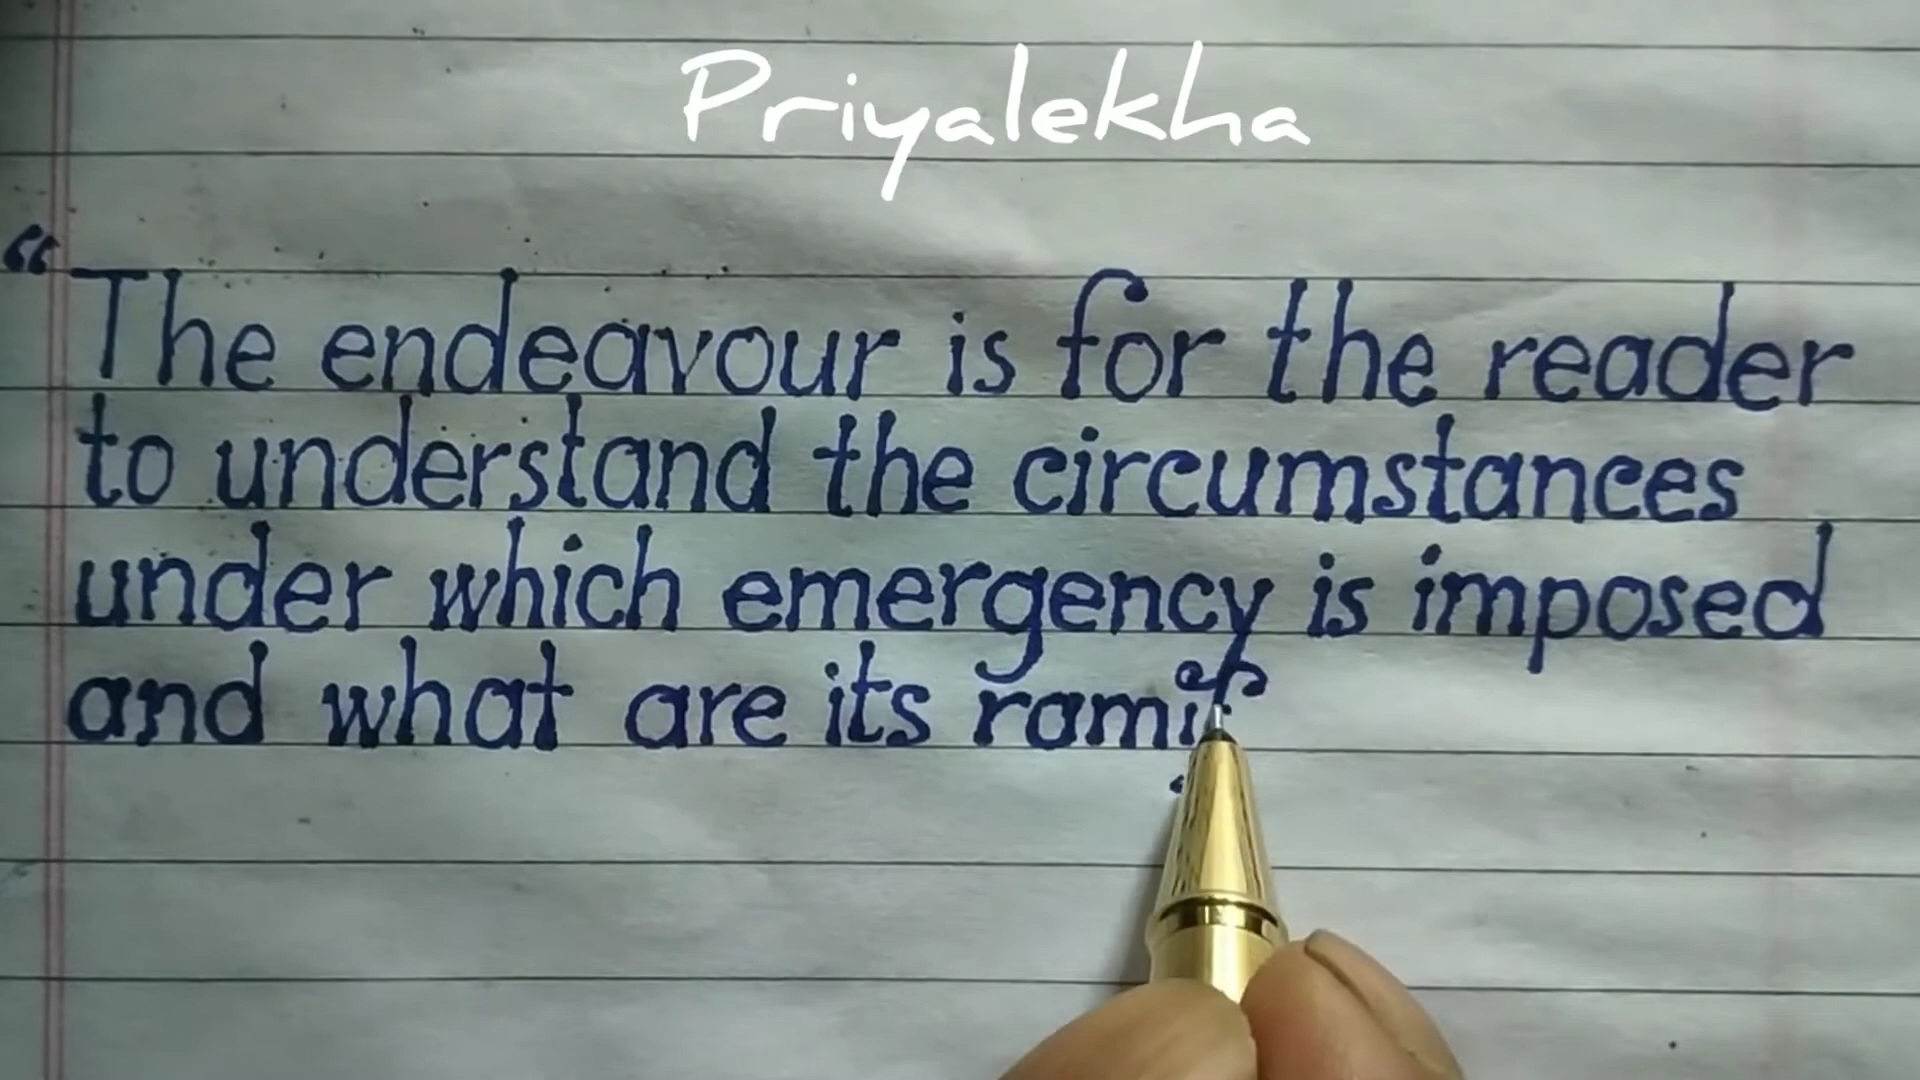 Priyalekha
“The endeavour is for the reader
to understand the circumstances
under which emergency is imposed
and what are its ramif